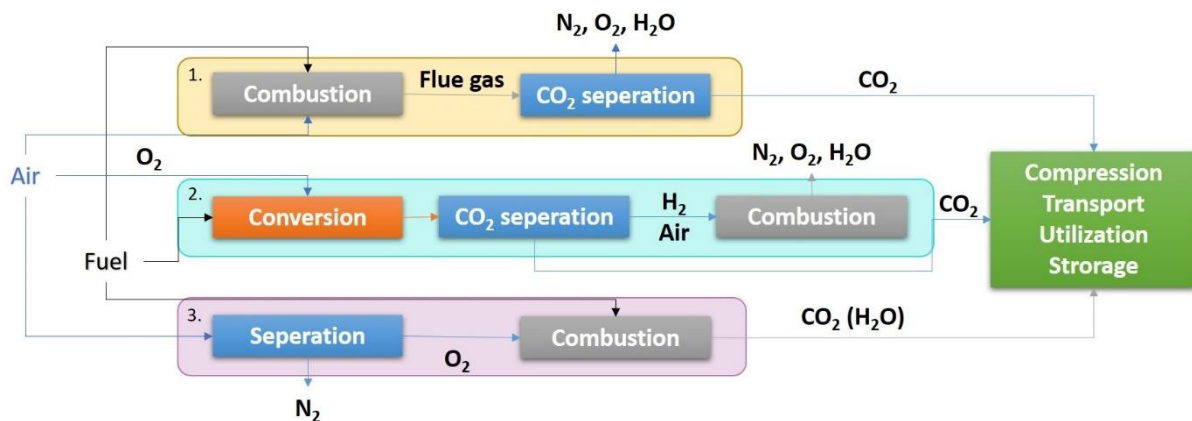 N₂, O₂, H₂O
1.
Combustion
Flue gas
CO₂ seperation
CO₂
Air
O₂
N₂, O₂, H₂O
2.
Conversion
CO₂ seperation
H₂
Air
Combustion
CO₂
Compression
Transport
Utilization
Strorage
Fuel
3.
Seperation
O₂
Combustion
CO₂ (H₂O)
N₂